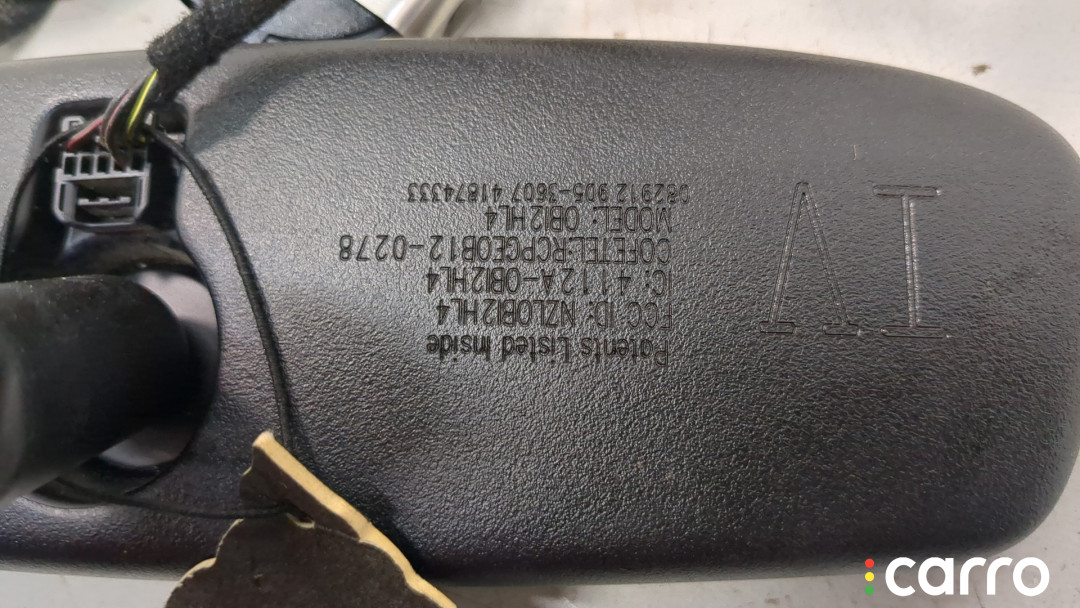 IV
Patents Listed Inside
FCC ID: NZLOBI2HL4
IC: 4112A-OBI2HL4
COFETEL:RCPGEOB12-0278
MODEL: OBI2HL4
082912 905-3607 41874333
carro